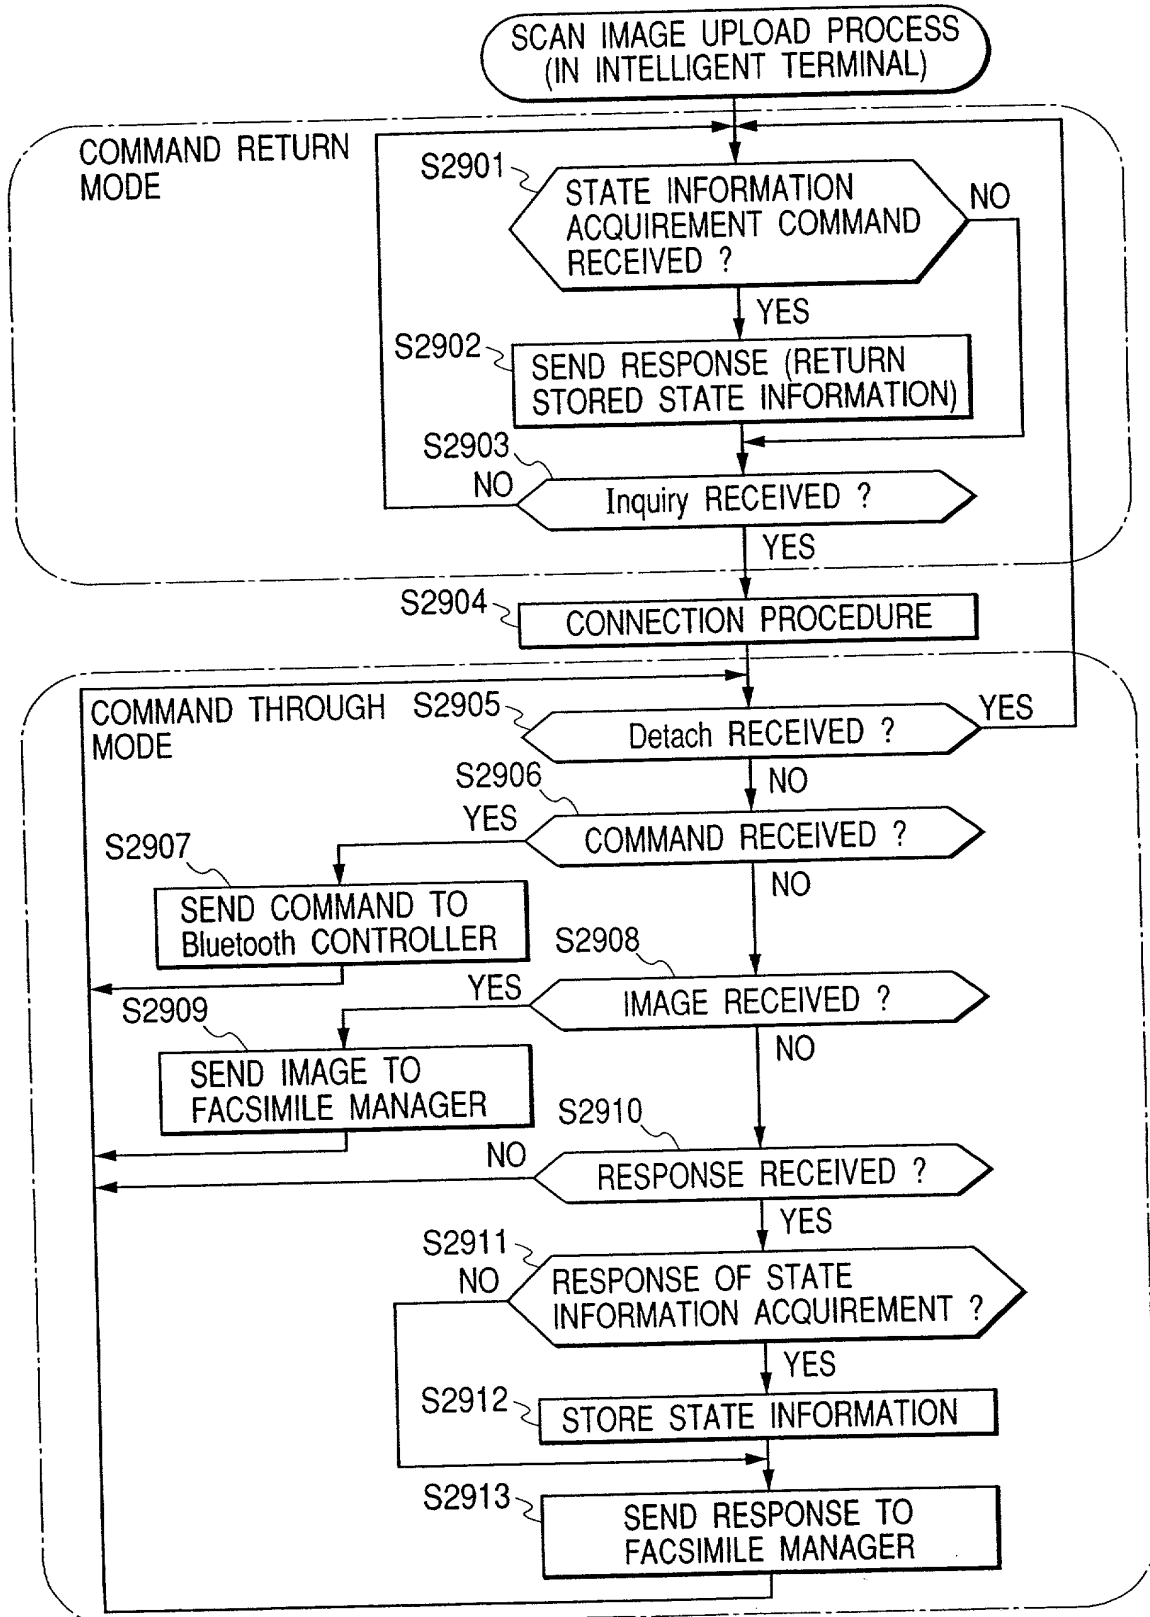 SCAN IMAGE UPLOAD PROCESS
(IN INTELLIGENT TERMINAL)
COMMAND RETURN
MODE
S2901
STATE INFORMATION
ACQUIREMENT COMMAND
RECEIVED ?
NO
YES
S2902
SEND RESPONSE (RETURN
STORED STATE INFORMATION)
S2903
NO
Inquiry RECEIVED ?
YES
S2904
CONNECTION PROCEDURE
COMMAND THROUGH
MODE
S2905
Detach RECEIVED ?
YES
NO
S2906
YES
COMMAND RECEIVED ?
NO
S2907
SEND COMMAND TO
Bluetooth CONTROLLER
S2908
YES
IMAGE RECEIVED ?
NO
S2909
SEND IMAGE TO
FACSIMILE MANAGER
S2910
NO
RESPONSE RECEIVED ?
YES
S2911
NO
RESPONSE OF STATE
INFORMATION ACQUIREMENT ?
YES
S2912
STORE STATE INFORMATION
S2913
SEND RESPONSE TO
FACSIMILE MANAGER